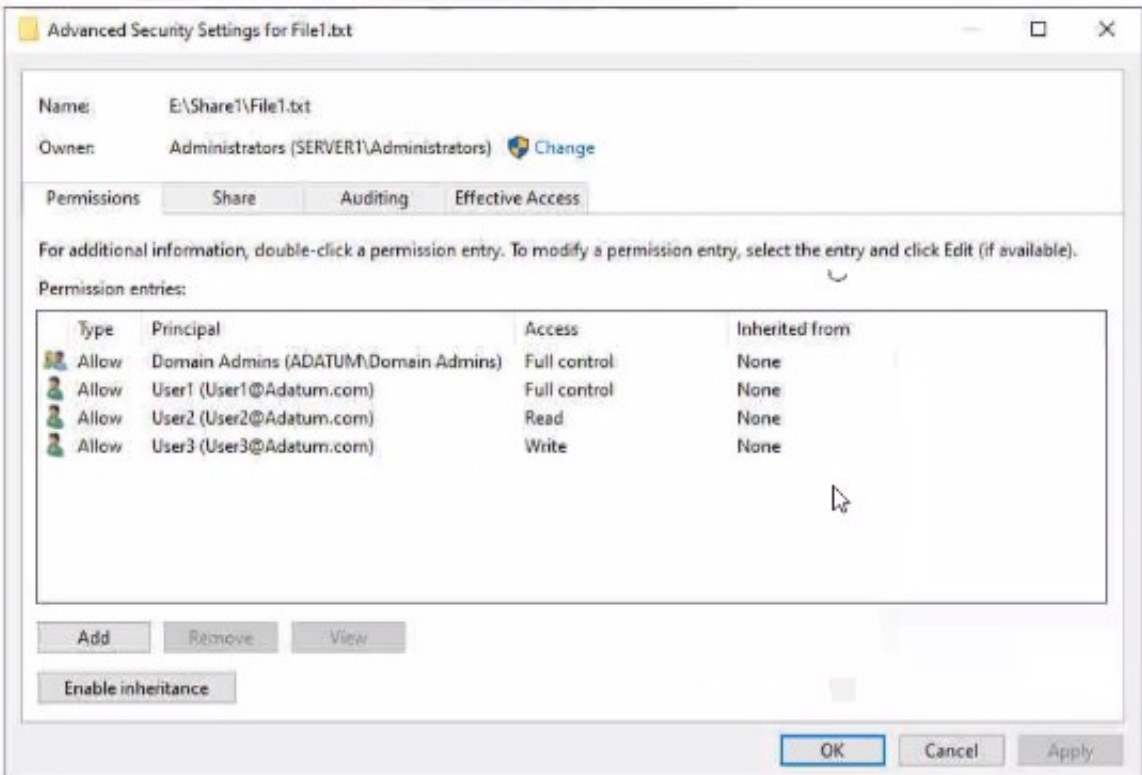 Advanced Security Settings for File1.txt
Name: E:\Share1\File1.txt
Owner: Administrators (SERVER1\Administrators) Change
Permissions Share Auditing Effective Access
For additional information, double-click a permission entry. To modify a permission entry, select the entry and click Edit (if available).
Permission entries:
Type Principal Access Inherited from
Allow Domain Admins (ADATUM\Domain Admins) Full control None
Allow User1 (User1@Adatum.com) Full control None
Allow User2 (User2@Adatum.com) Read None
Allow User3 (User3@Adatum.com) Write None
Add Remove View
Enable inheritance
OK Cancel Apply